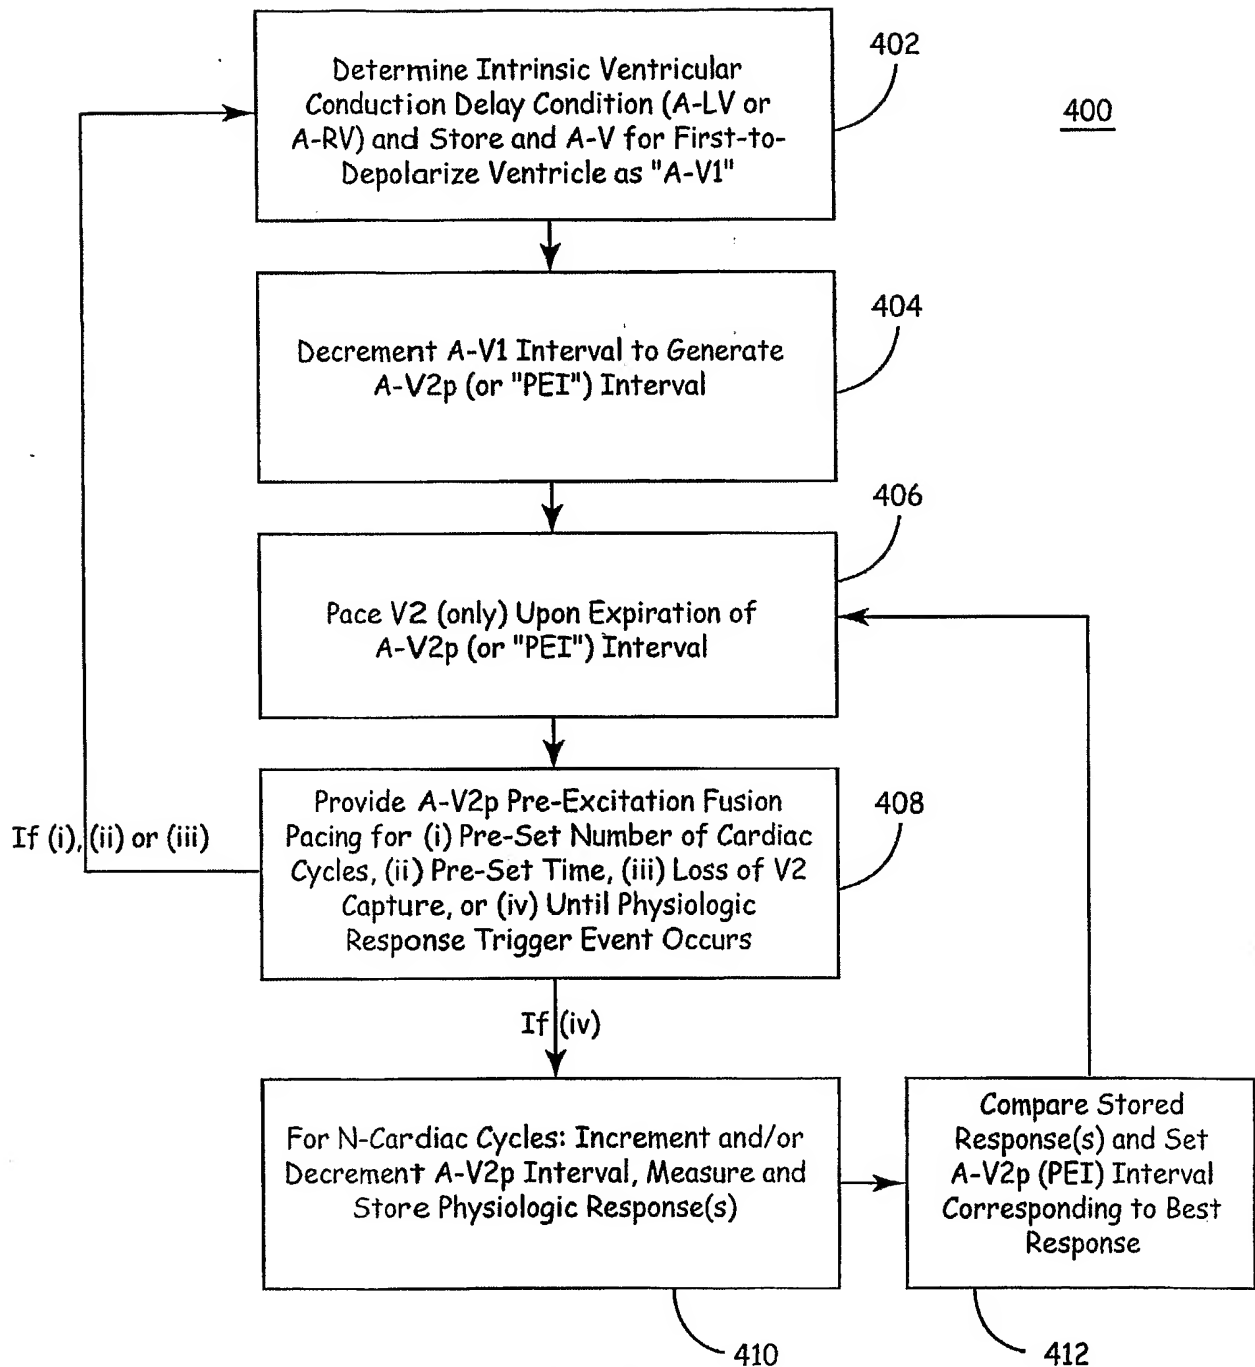 402
Determine Intrinsic Ventricular
Conduction Delay Condition (A-LV or
A-RV) and Store and A-V for First-to-
Depolarize Ventricle as "A-V1"
400
404
Decrement A-V1 Interval to Generate
A-V2p (or "PEI") Interval
406
Pace V2 (only) Upon Expiration of
A-V2p (or "PEI") Interval
408
Provide A-V2p Pre-Excitation Fusion
Pacing for (i) Pre-Set Number of Cardiac
Cycles, (ii) Pre-Set Time, (iii) Loss of V2
Capture, or (iv) Until Physiologic
Response Trigger Event Occurs
If (i), (ii) or (iii)
If (iv)
For N-Cardiac Cycles: Increment and/or
Decrement A-V2p Interval, Measure and
Store Physiologic Response(s)
Compare Stored
Response(s) and Set
A-V2p (PEI) Interval
Corresponding to Best
Response
410
412